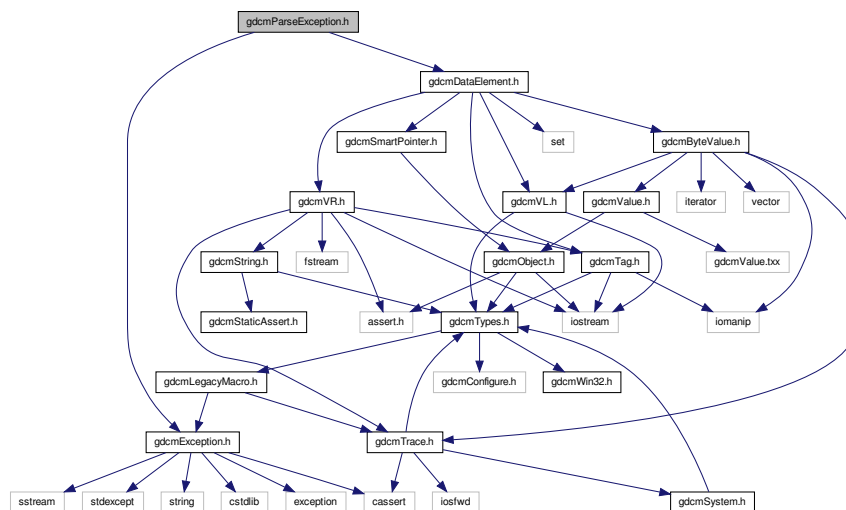 gdcmParseException.h
gdcmDataElement.h
gdcmSmartPointer.h
set
gdcmByteValue.h
gdcmVR.h
gdcmVL.h
gdcmValue.h
iterator
vector
gdcmString.h
fstream
gdcmObject.h
gdcmTag.h
gdcmValue.txx
gdcmStaticAssert.h
assert.h
gdcmTypes.h
iostream
iomanip
gdcmLegacyMacro.h
gdcmConfigure.h
gdcmWin32.h
gdcmException.h
gdcmTrace.h
sstream
stdexcept
string
cstdlib
exception
cassert
iosfwd
gdcmSystem.h